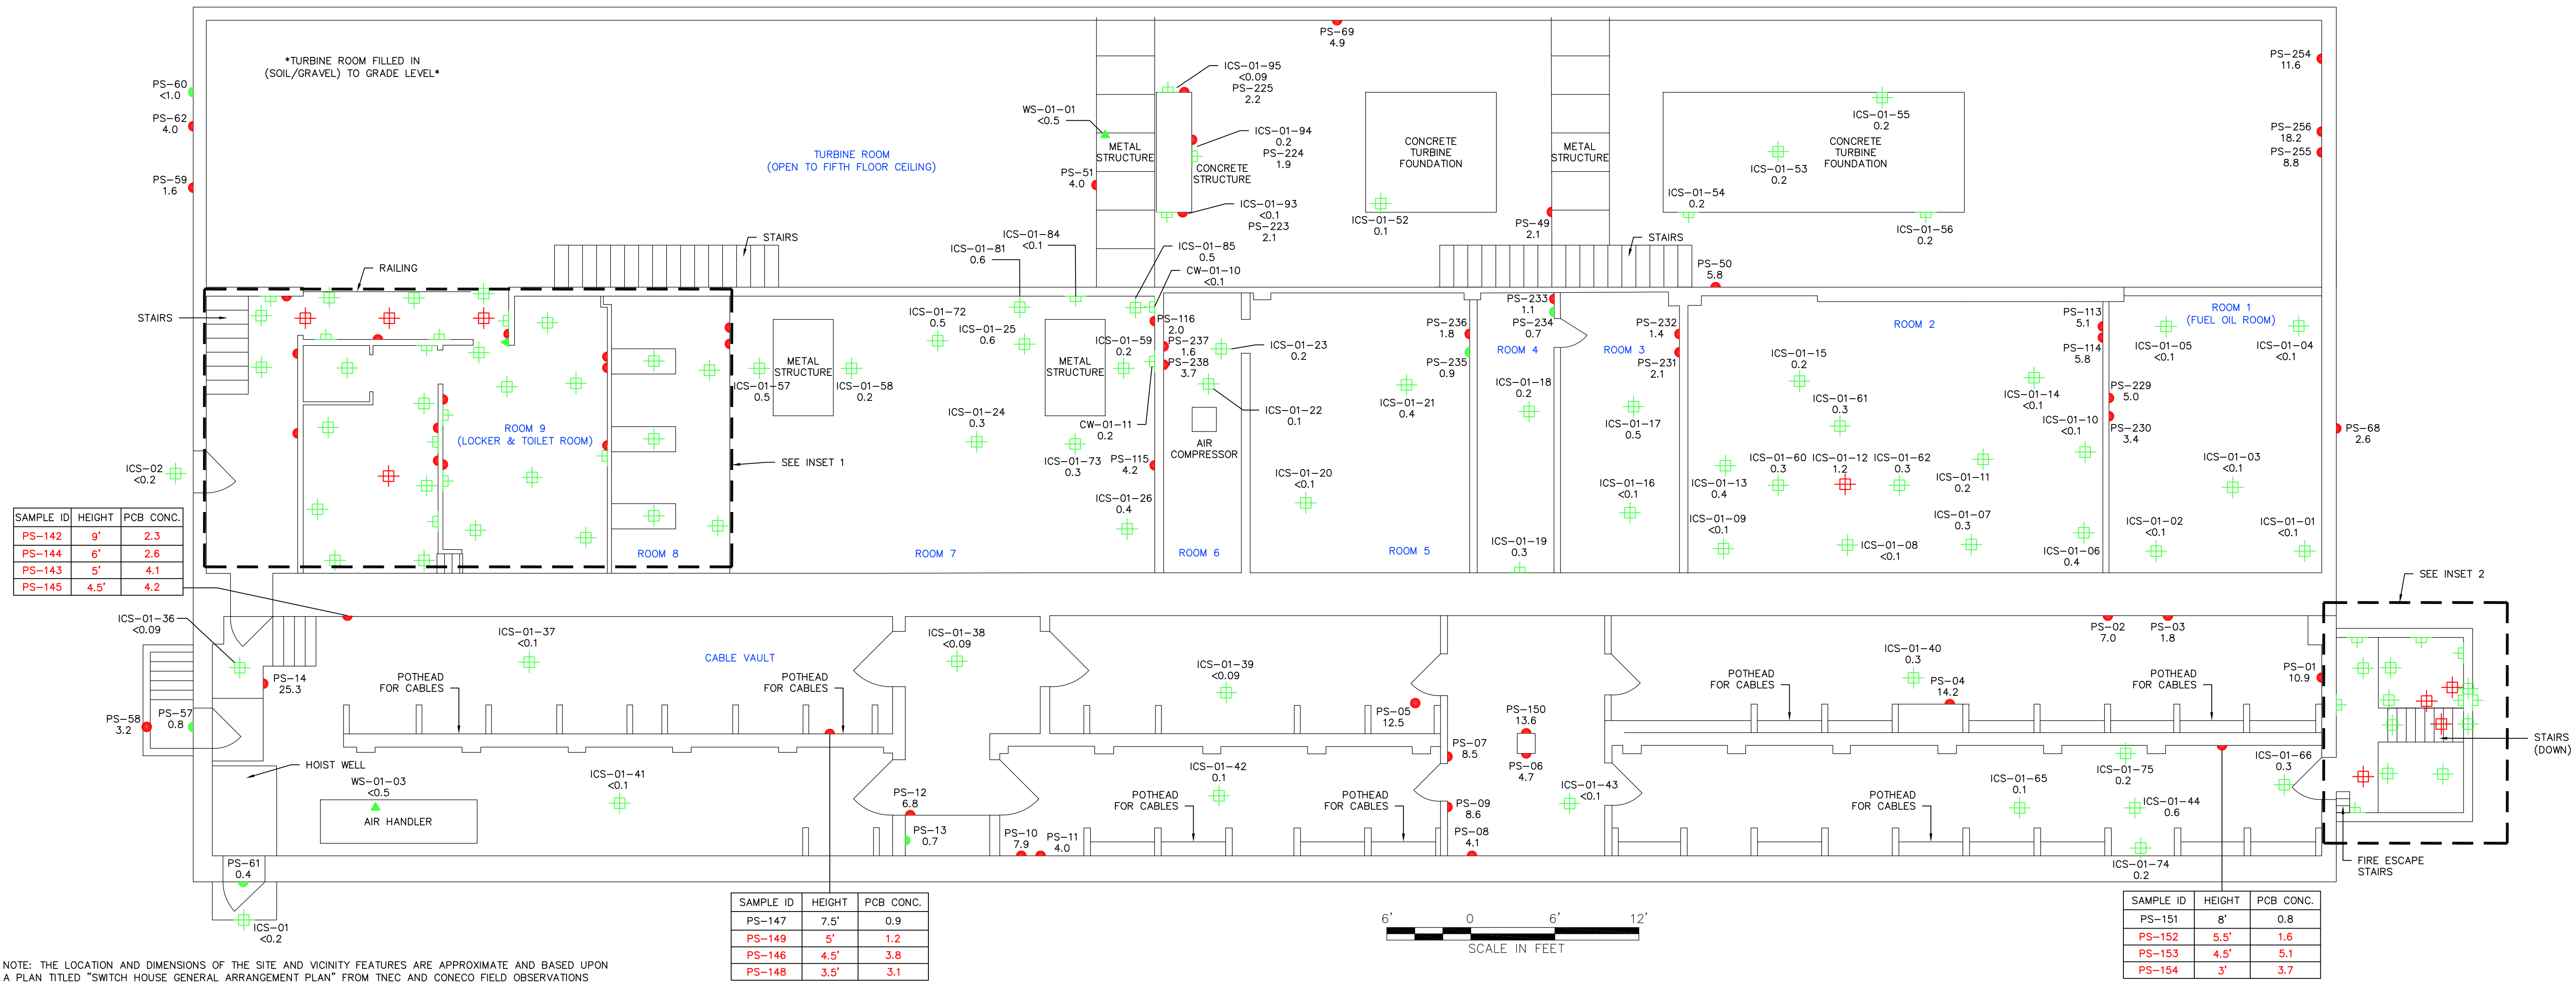 *TURBINE ROOM FILLED IN
(SOIL/GRAVEL) TO GRADE LEVEL*
PS-60
<1.0
PS-62
4.0
PS-59
1.6
TURBINE ROOM
(OPEN TO FIFTH FLOOR CEILING)
WS-01-01
<0.5
PS-51
4.0
METAL
STRUCTURE
ICS-01-95
<0.09
PS-225
2.2
ICS-01-94
0.2
PS-224
1.9
CONCRETE
STRUCTURE
ICS-01-93
<0.1
PS-223
2.1
PS-69
4.9
CONCRETE
TURBINE
FOUNDATION
ICS-01-52
0.1
METAL
STRUCTURE
PS-49
2.1
STAIRS
ICS-01-55
0.2
CONCRETE
TURBINE
FOUNDATION
ICS-01-53
0.2
ICS-01-54
0.2
ICS-01-56
0.2
PS-254
11.6
PS-256
18.2
PS-255
8.8
PS-50
5.8
STAIRS
RAILING
STAIRS
ICS-01-81
0.6
ICS-01-84
<0.1
ICS-01-85
0.5
CW-01-10
<0.1
ICS-01-72
0.5
ICS-01-25
0.6
METAL
STRUCTURE
ICS-01-57
0.5
ICS-01-58
0.2
METAL
STRUCTURE
ICS-01-59
0.2
PS-116
2.0
PS-237
1.6
PS-238
3.7
ICS-01-23
0.2
ICS-01-22
0.1
CW-01-11
0.2
AIR
COMPRESSOR
ICS-01-24
0.3
ICS-01-73
0.3
PS-115
4.2
ICS-01-26
0.4
ICS-01-20
<0.1
ICS-01-21
0.4
PS-236
1.8
PS-235
0.9
PS-233
1.1
PS-234
0.7
ROOM 4
ROOM 3
ICS-01-18
0.2
PS-232
1.4
PS-231
2.1
ICS-01-17
0.5
ICS-01-16
<0.1
ICS-01-19
0.3
ROOM 2
ICS-01-15
0.2
ICS-01-61
0.3
ICS-01-14
<0.1
ICS-01-10
<0.1
ICS-01-60
0.3
ICS-01-12
1.2
ICS-01-62
0.3
ICS-01-13
0.4
ICS-01-11
0.2
ICS-01-09
<0.1
ICS-01-07
0.3
ICS-01-08
<0.1
ICS-01-06
0.4
PS-113
5.1
PS-114
5.8
PS-229
5.0
PS-230
3.4
ROOM 1
(FUEL OIL ROOM)
ICS-01-05
<0.1
ICS-01-04
<0.1
ICS-01-03
<0.1
ICS-01-02
<0.1
ICS-01-01
<0.1
PS-68
2.6
ROOM 9
(LOCKER & TOILET ROOM)
SEE INSET 1
ROOM 8
ROOM 7
ROOM 6
ROOM 5
ICS-02
<0.2
SAMPLE ID HEIGHT PCB CONC.
PS-142 9' 2.3
PS-144 6' 2.6
PS-143 5' 4.1
PS-145 4.5' 4.2
ICS-01-36
<0.09
PS-14
25.3
PS-58
3.2
PS-57
0.8
HOIST WELL
PS-61
0.4
ICS-01
<0.2
ICS-01-37
<0.1
CABLE VAULT
POTHEAD
FOR CABLES
POTHEAD
FOR CABLES
WS-01-03
<0.5
AIR HANDLER
ICS-01-41
<0.1
ICS-01-38
<0.09
PS-12
6.8
PS-13
0.7
PS-10
7.9
PS-11
4.0
ICS-01-39
<0.09
ICS-01-42
0.1
POTHEAD
FOR CABLES
POTHEAD
FOR CABLES
PS-05
12.5
PS-07
8.5
PS-09
8.6
PS-08
4.1
PS-150
13.6
PS-06
4.7
ICS-01-43
<0.1
POTHEAD
FOR CABLES
ICS-01-40
0.3
PS-04
14.2
POTHEAD
FOR CABLES
PS-02
7.0
PS-03
1.8
PS-01
10.9
POTHEAD
FOR CABLES
ICS-01-65
0.1
ICS-01-75
0.2
ICS-01-44
0.6
ICS-01-66
0.3
ICS-01-74
0.2
SEE INSET 2
STAIRS
(DOWN)
FIRE ESCAPE
STAIRS
SAMPLE ID HEIGHT PCB CONC.
PS-147 7.5' 0.9
PS-149 5' 1.2
PS-146 4.5' 3.8
PS-148 3.5' 3.1
6' 0 6' 12'
SCALE IN FEET
SAMPLE ID HEIGHT PCB CONC.
PS-151 8' 0.8
PS-152 5.5' 1.6
PS-153 4.5' 5.1
PS-154 3' 3.7
NOTE: THE LOCATION AND DIMENSIONS OF THE SITE AND VICINITY FEATURES ARE APPROXIMATE AND BASED UPON
A PLAN TITLED "SWITCH HOUSE GENERAL ARRANGEMENT PLAN" FROM TNEC AND CONECO FIELD OBSERVATIONS